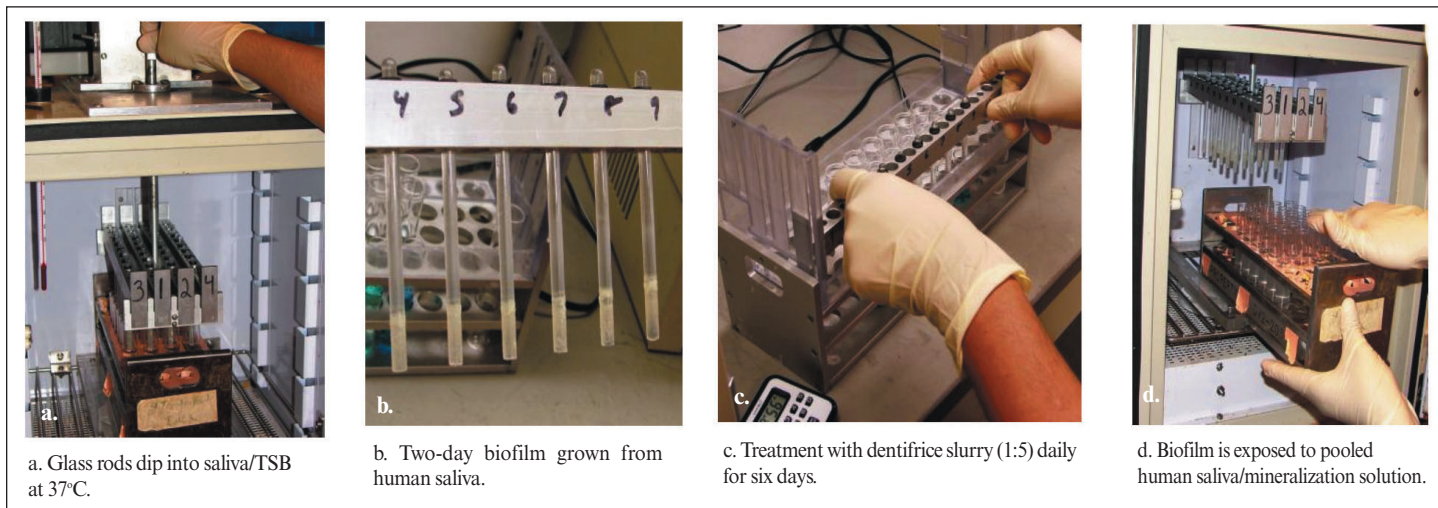 3 1 2 4
a.
a. Glass rods dip into saliva/TSB
at 37ºC.
4 5 6 7 8 9
b.
b. Two-day biofilm grown from
human saliva.
c.
c. Treatment with dentifrice slurry (1:5) daily
for six days.
3 1 2 4
d.
d. Biofilm is exposed to pooled
human saliva/mineralization solution.